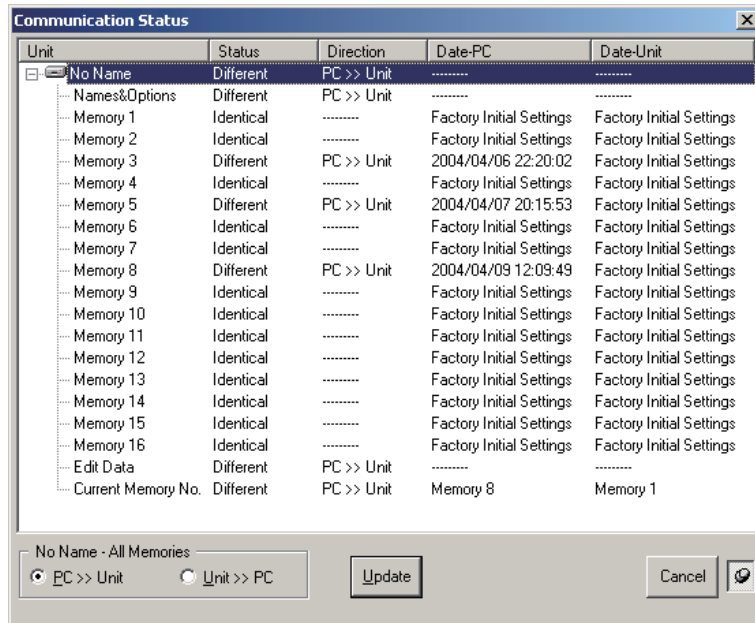 Communication Status
Unit Status Direction Date-PC Date-Unit
No Name Different PC >> Unit --------- ---------
Names&Options Different PC >> Unit --------- ---------
Memory 1 Identical --------- Factory Initial Settings Factory Initial Settings
Memory 2 Identical --------- Factory Initial Settings Factory Initial Settings
Memory 3 Different PC >> Unit 2004/04/06 22:20:02 Factory Initial Settings
Memory 4 Identical --------- Factory Initial Settings Factory Initial Settings
Memory 5 Different PC >> Unit 2004/04/07 20:15:53 Factory Initial Settings
Memory 6 Identical --------- Factory Initial Settings Factory Initial Settings
Memory 7 Identical --------- Factory Initial Settings Factory Initial Settings
Memory 8 Different PC >> Unit 2004/04/09 12:09:49 Factory Initial Settings
Memory 9 Identical --------- Factory Initial Settings Factory Initial Settings
Memory 10 Identical --------- Factory Initial Settings Factory Initial Settings
Memory 11 Identical --------- Factory Initial Settings Factory Initial Settings
Memory 12 Identical --------- Factory Initial Settings Factory Initial Settings
Memory 13 Identical --------- Factory Initial Settings Factory Initial Settings
Memory 14 Identical --------- Factory Initial Settings Factory Initial Settings
Memory 15 Identical --------- Factory Initial Settings Factory Initial Settings
Memory 16 Identical --------- Factory Initial Settings Factory Initial Settings
Edit Data Different PC >> Unit --------- ---------
Current Memory No. Different PC >> Unit Memory 8 Memory 1
No Name - All Memories
PC >> Unit Unit >> PC Update Cancel